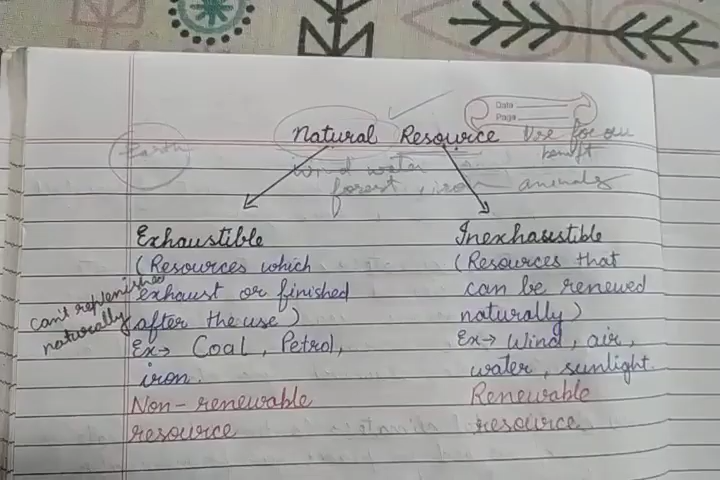 Date
Page
Natural Resource
Use for our benefit
Earth
wind water
forest, iron animals
Exhaustible
(Resources which
exhaust or finished
after the use)
Ex→ Coal, Petrol,
iron.
Non-renewable
resource
can't replenished
naturally
Inexhaustible
(Resources that
can be renewed
naturally)
Ex→ Wind, air,
water, sunlight.
Renewable
resource